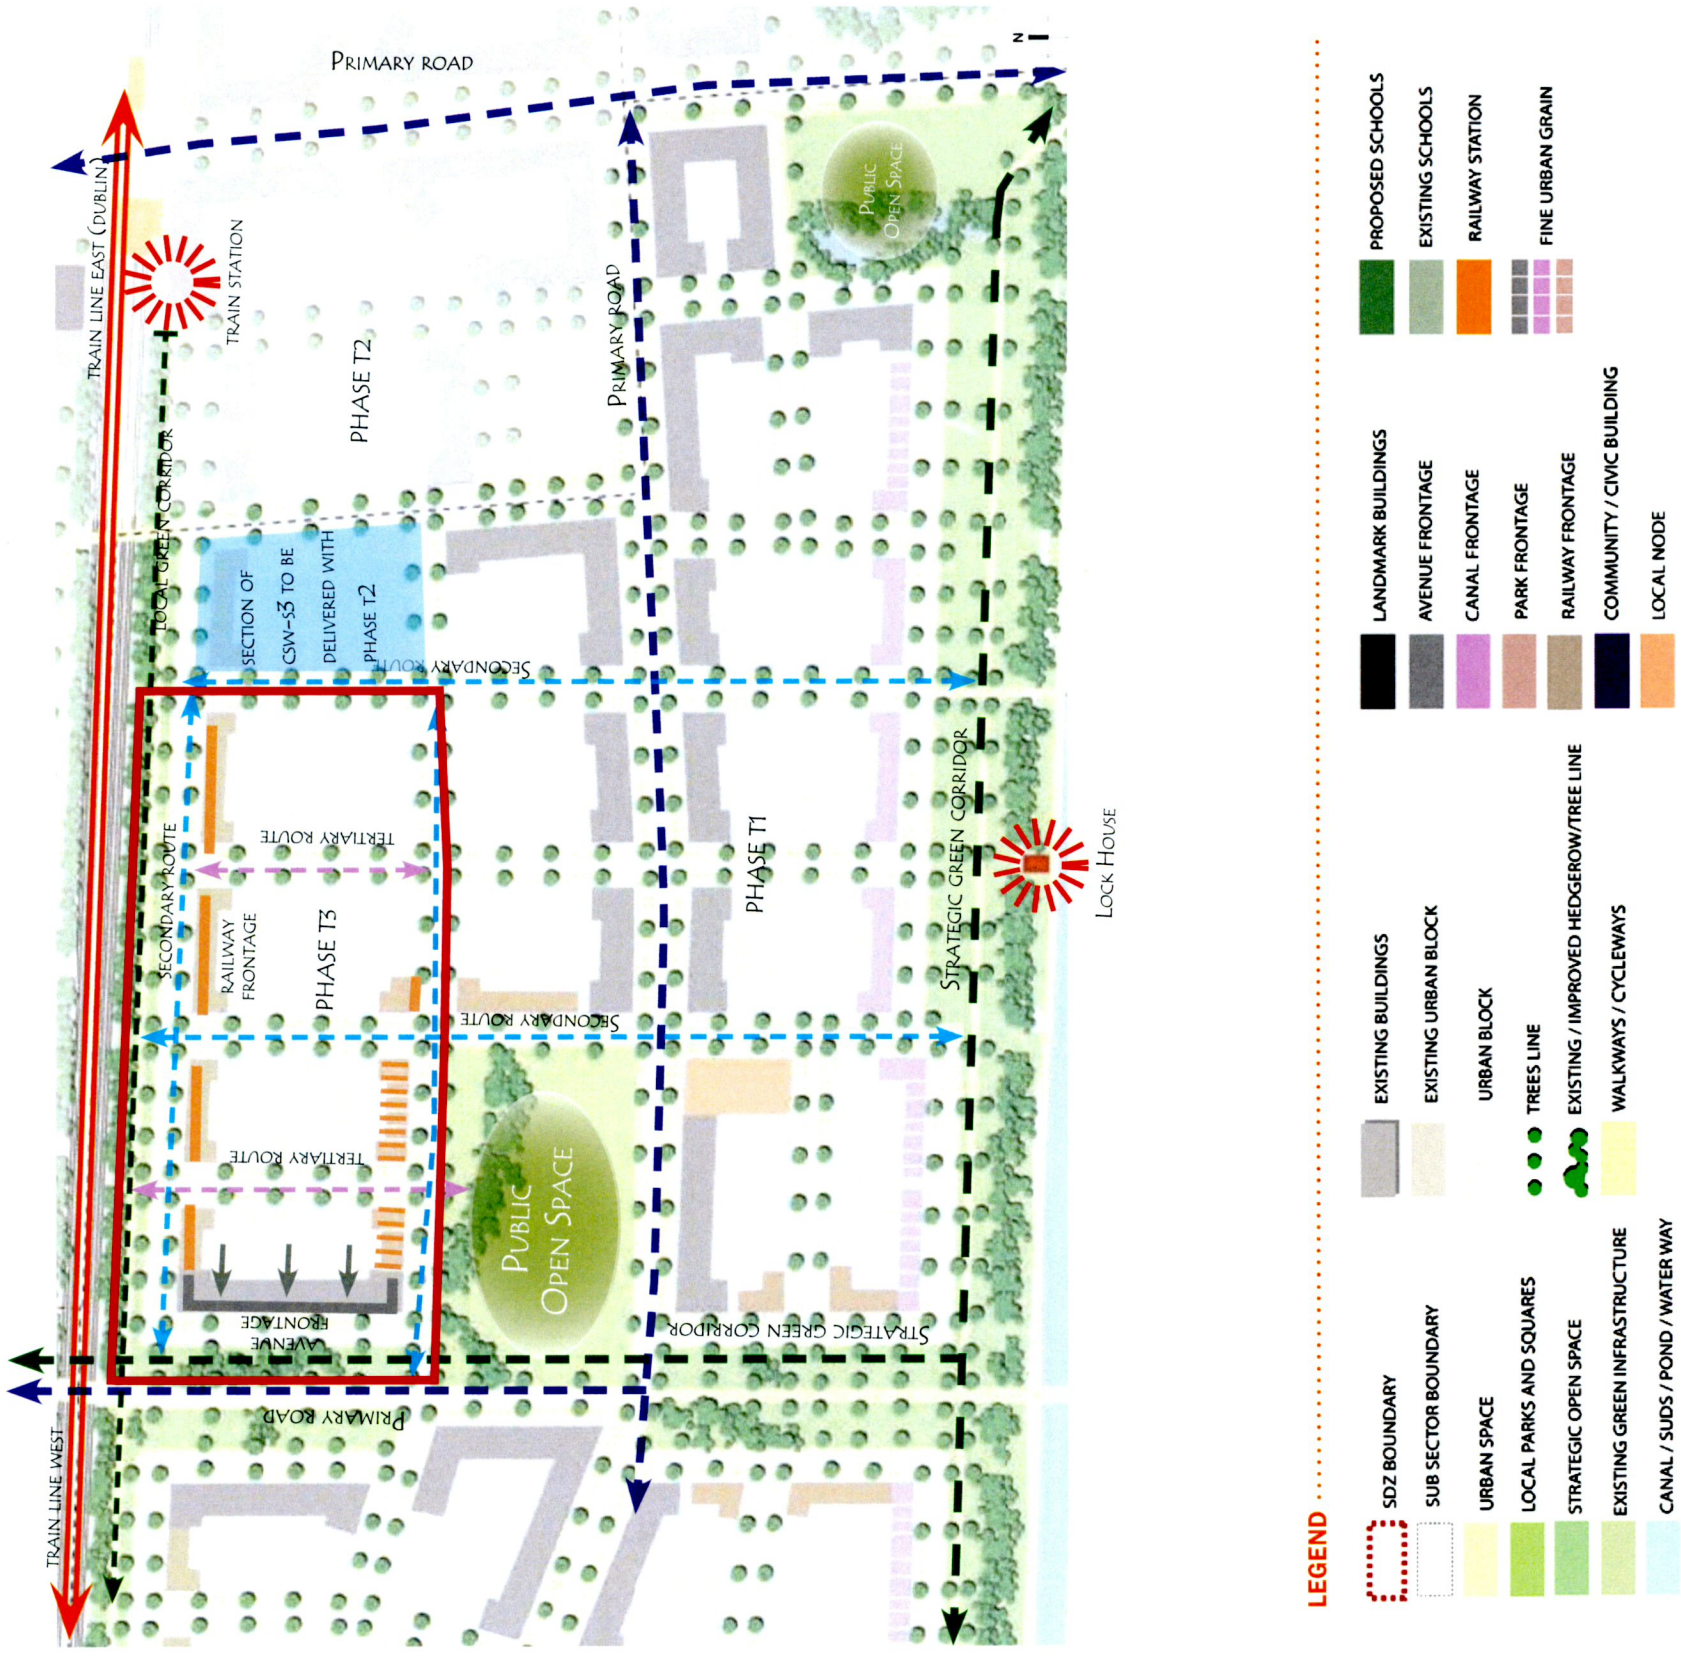 PRIMARY ROAD
N
TRAIN LINE EAST (DUBLIN)
TRAIN STATION
LOCAL GREEN CORRIDOR
PHASE T2
PRIMARY ROAD
PUBLIC
OPEN SPACE
SECTION OF
CSW-S3 TO BE
DELIVERED WITH
PHASE T2
SECONDARY ROUTE
SECONDARY ROUTE
TERTIARY ROUTE
RAILWAY
FRONTAGE
PHASE T3
SECONDARY ROUTE
TERTIARY ROUTE
AVENUE
FRONTAGE
PUBLIC
OPEN SPACE
PHASE T1
STRATEGIC GREEN CORRIDOR
LOCK HOUSE
STRATEGIC GREEN CORRIDOR
PRIMARY ROAD
TRAIN LINE WEST
LEGEND
SDZ BOUNDARY
SUB SECTOR BOUNDARY
URBAN SPACE
LOCAL PARKS AND SQUARES
STRATEGIC OPEN SPACE
EXISTING GREEN INFRASTRUCTURE
CANAL / SUDS / POND / WATER WAY
EXISTING BUILDINGS
EXISTING URBAN BLOCK
URBAN BLOCK
TREES LINE
EXISTING / IMPROVED HEDGEROW/TREE LINE
WALKWAYS / CYCLEWAYS
LANDMARK BUILDINGS
AVENUE FRONTAGE
CANAL FRONTAGE
PARK FRONTAGE
RAILWAY FRONTAGE
COMMUNITY / CIVIC BUILDING
LOCAL NODE
PROPOSED SCHOOLS
EXISTING SCHOOLS
RAILWAY STATION
FINE URBAN GRAIN